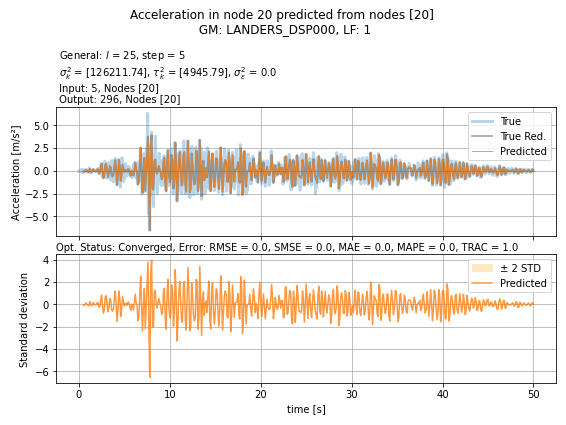 Acceleration in node 20 predicted from nodes [20]
GM: LANDERS_DSP000, LF: 1
General: l = 25, step = 5
σ²ₖ = [126211.74], τ²ₖ = [4945.79], σ²ε = 0.0
Input: 5, Nodes [20]
Output: 296, Nodes [20]
True
True Red.
Predicted
Acceleration [m/s²]
5.0
2.5
0.0
−2.5
−5.0
Opt. Status: Converged, Error: RMSE = 0.0, SMSE = 0.0, MAE = 0.0, MAPE = 0.0, TRAC = 1.0
± 2 STD
Predicted
Standard deviation
4
2
0
−2
−4
−6
0 10 20 30 40 50
time [s]